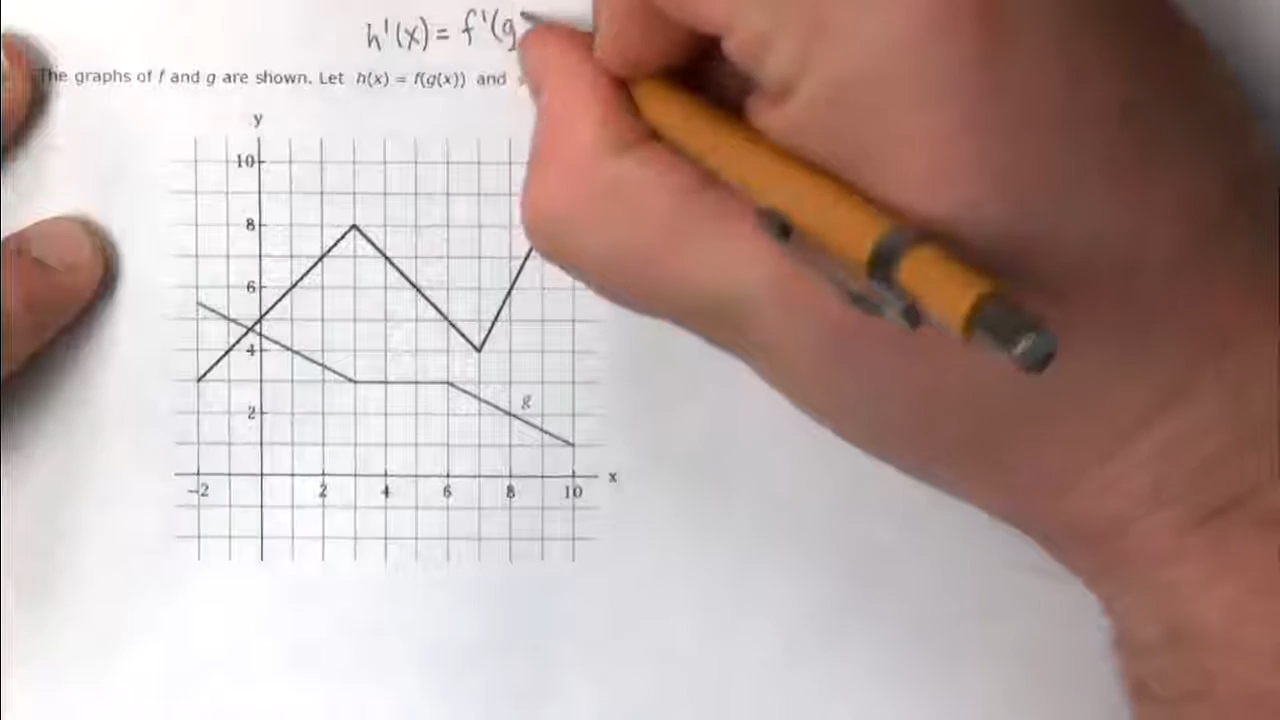 h'(x) = f'(g
The graphs of f and g are shown. Let h(x) = f(g(x)) and
y
10
8
6
4
2
g
-2 2 4 6 8 10 x